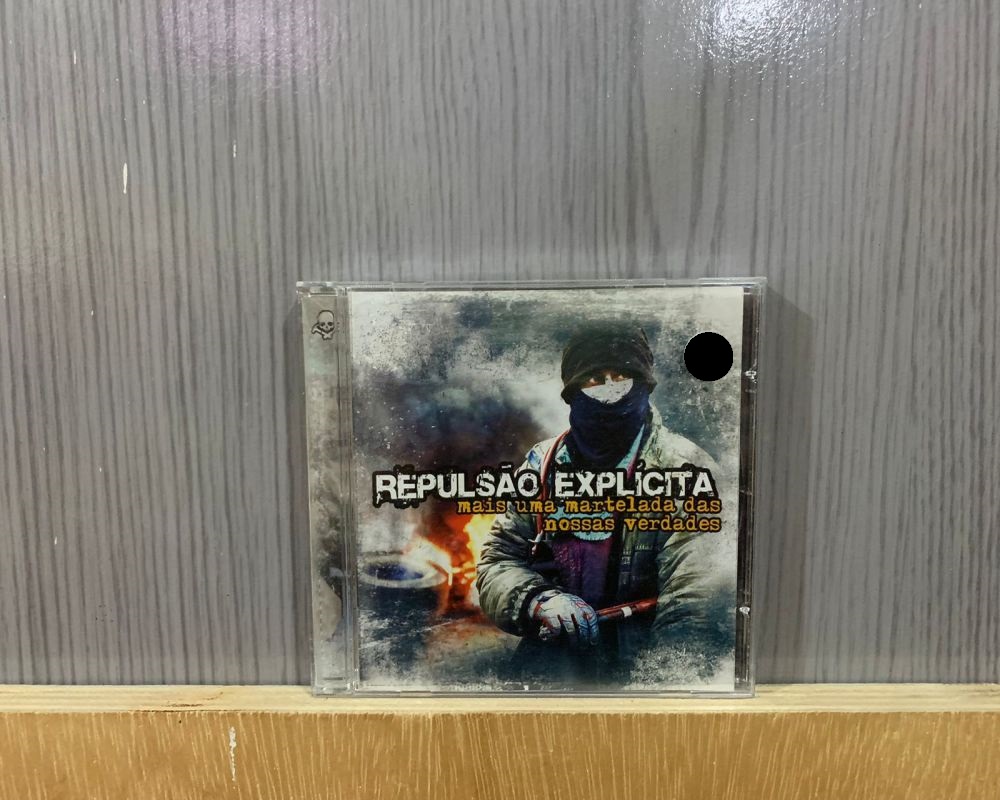 REPULSÃO EXPLÍCITA
mais uma martelada das
nossas verdades